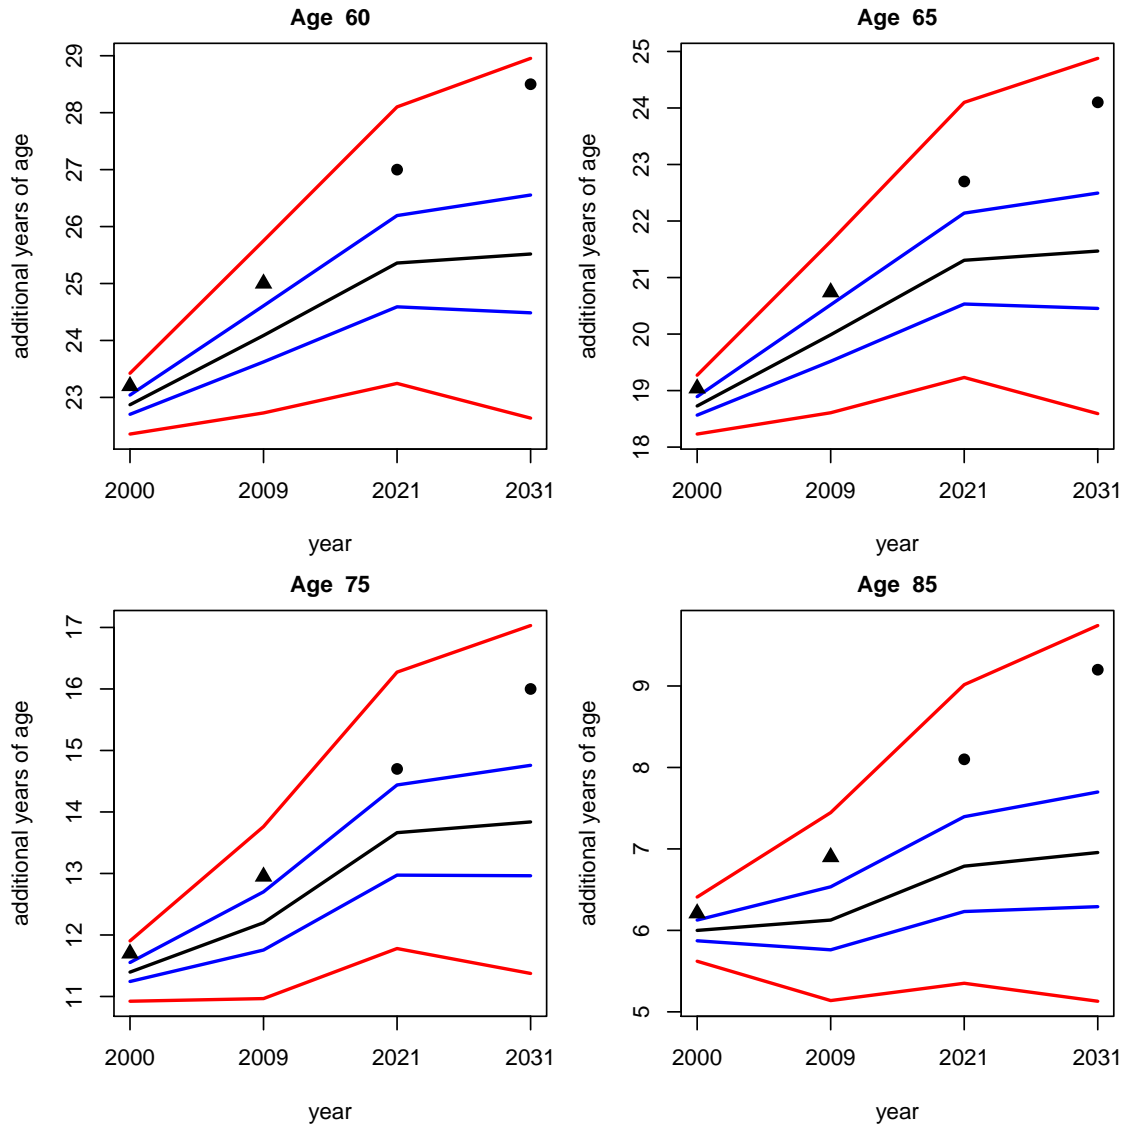 Age 60
additional years of age
29
28
27
26
25
24
23
2000 2009 2021 2031
year
Age 65
additional years of age
25
24
23
22
21
20
19
18
2000 2009 2021 2031
year
Age 75
additional years of age
17
16
15
14
13
12
11
2000 2009 2021 2031
year
Age 85
additional years of age
9
8
7
6
5
2000 2009 2021 2031
year